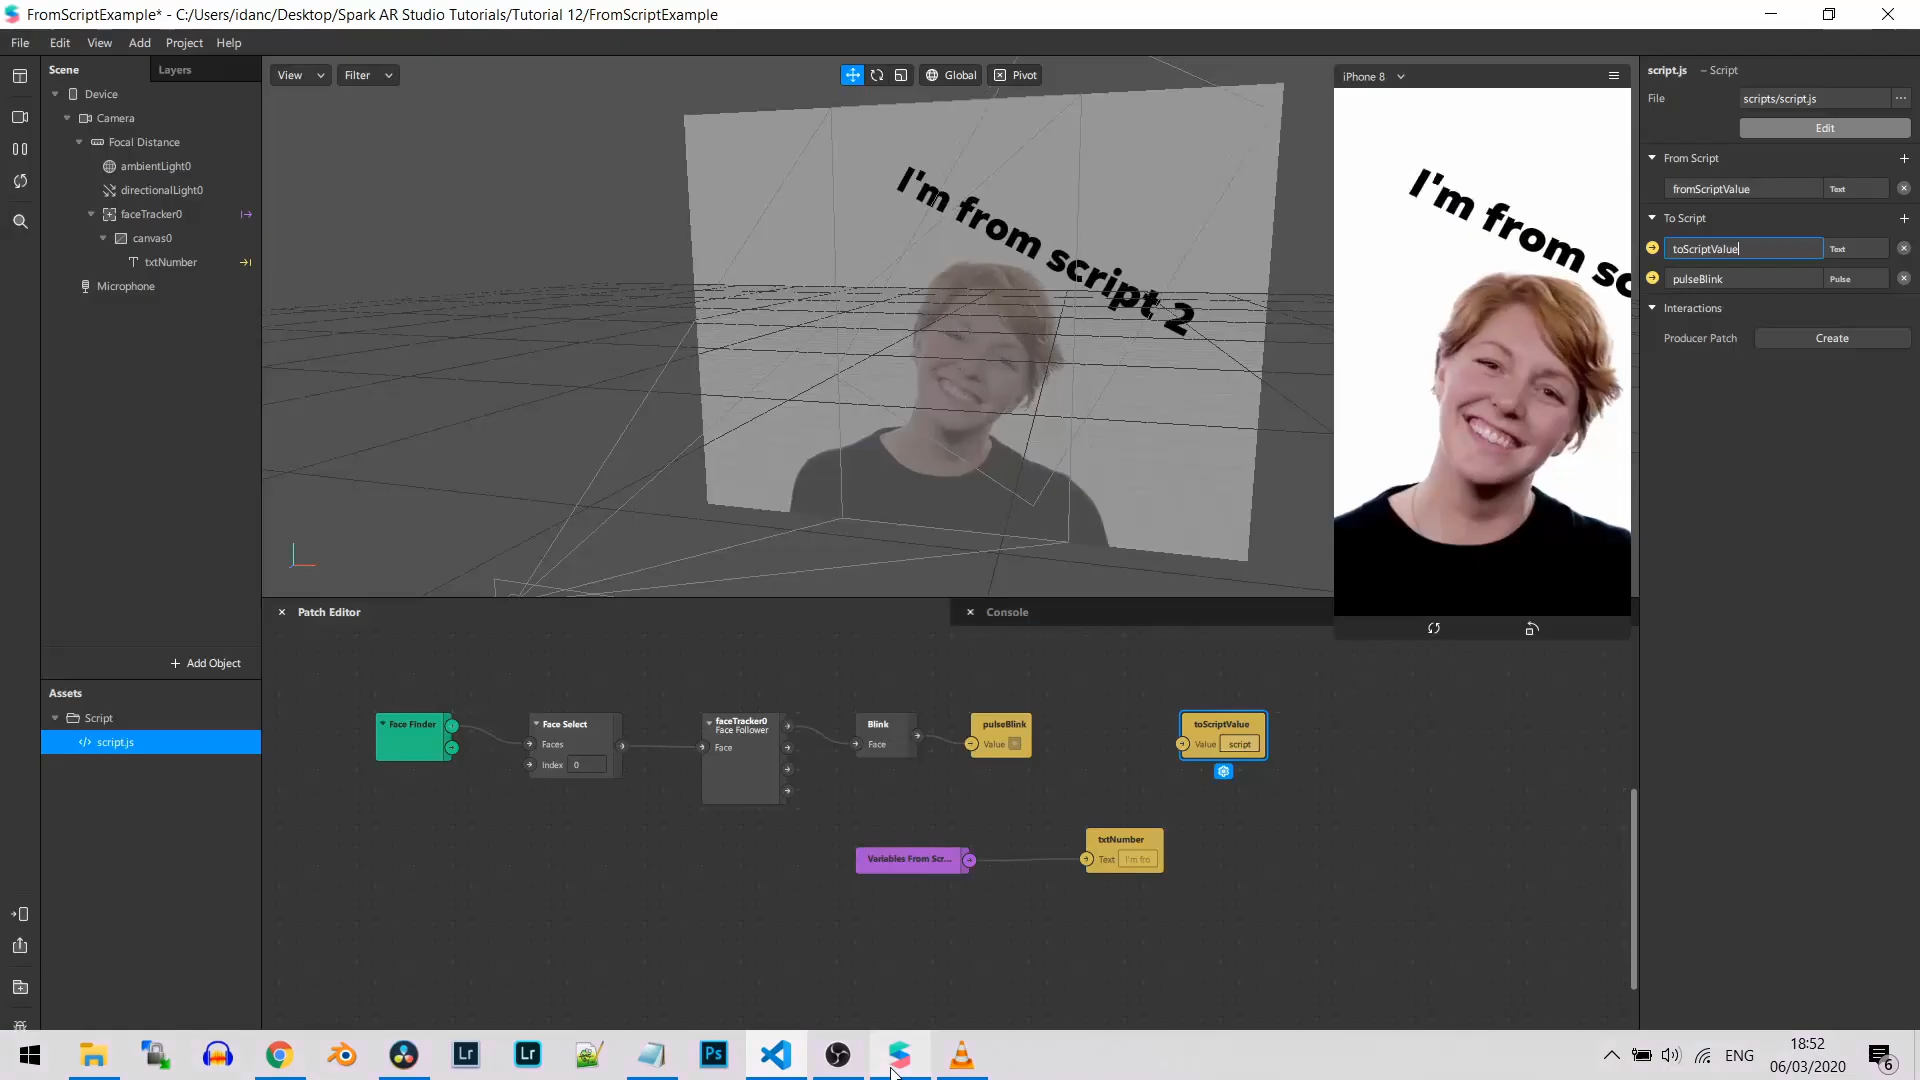 FromScriptExample* - C:/Users/idanc/Desktop/Spark AR Studio Tutorials/Tutorial 12/FromScriptExample
File Edit View Add Project Help
Scene
Layers
Device
Camera
Focal Distance
ambientLight0
directionalLight0
faceTracker0
canvas0
txtNumber
Microphone
+ Add Object
Assets
Script
script.js
View
Filter
Global
Pivot
I'm from script 2
iPhone 8
I'm from sc
script.js – Script
File scripts/script.js ...
Edit
From Script
fromScriptValue Text
To Script
toScriptValue Text
pulseBlink Pulse
Interactions
Producer Patch Create
Patch Editor
Console
Face Finder
Face Select
Faces
Index 0
faceTracker0
Face Follower
Face
Blink
Face
pulseBlink
Value
toScriptValue
Value script
Variables From Scr...
txtNumber
Text I'm fro
Lr
Lr
Ps
ENG
18:52
06/03/2020
6